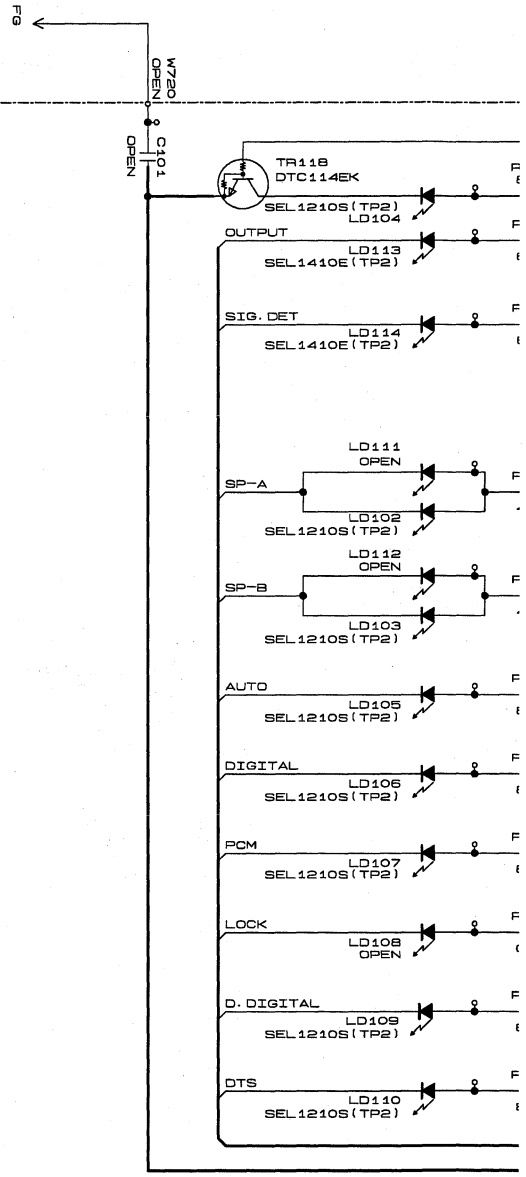 FG
W720
OPEN
C101
OPEN
TR118
DTC114EK
SEL1210S(TP2)
LD104
OUTPUT
LD113
SEL1410E(TP2)
SIG.DET
LD114
SEL1410E(TP2)
LD111
OPEN
SP-A
LD102
SEL1210S(TP2)
LD112
OPEN
SP-B
LD103
SEL1210S(TP2)
AUTO
LD105
SEL1210S(TP2)
DIGITAL
LD106
SEL1210S(TP2)
PCM
LD107
SEL1210S(TP2)
LOCK
LD108
OPEN
D.DIGITAL
LD109
SEL1210S(TP2)
DTS
LD110
SEL1210S(TP2)